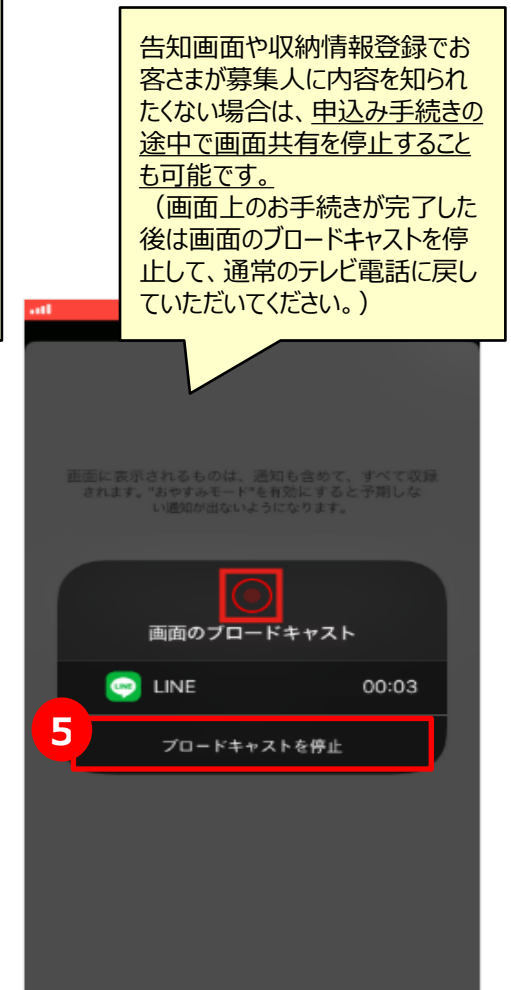 告知画面や収納情報登録でお
客さまが募集人に内容を知られ
たくない場合は、申込み手続きの
途中で画面共有を停止すること
も可能です。
（画面上のお手続きが完了した
後は画面のブロードキャストを停
止して、通常のテレビ電話に戻し
ていただいてください。）
画面に表示されるものは、通知も含めて、すべて収録
されます。"おやすみモード"を有効にすると予期しな
い通知が出ないようになります。
画面のブロードキャスト
LINE LINE 00:03
5
ブロードキャストを停止